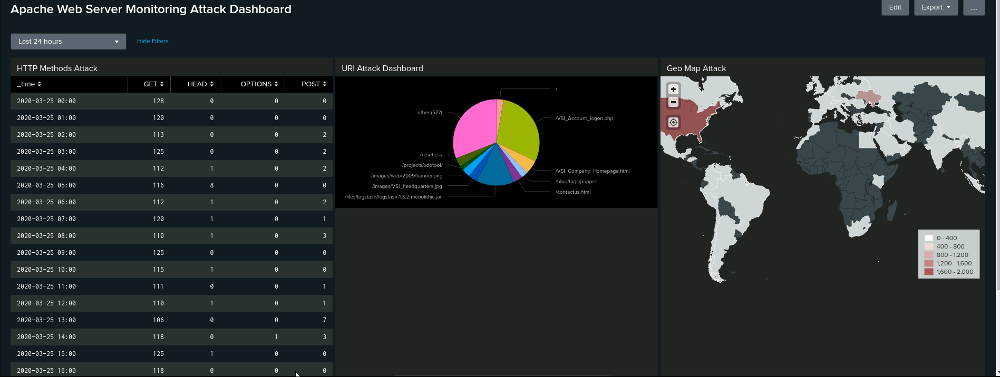 Apache Web Server Monitoring Attack Dashboard
Edit
Export
...
Last 24 hours
Hide Filters
HTTP Methods Attack
_time GET HEAD OPTIONS POST
2020-03-25 00:00 128 0 0 0
2020-03-25 01:00 120 0 0 0
2020-03-25 02:00 113 0 0 2
2020-03-25 03:00 125 0 0 2
2020-03-25 04:00 112 1 0 2
2020-03-25 05:00 116 8 0 0
2020-03-25 06:00 112 1 0 2
2020-03-25 07:00 120 1 0 1
2020-03-25 08:00 110 1 0 3
2020-03-25 09:00 125 0 0 0
2020-03-25 10:00 115 1 0 0
2020-03-25 11:00 111 0 0 1
2020-03-25 12:00 110 1 0 1
2020-03-25 13:00 106 0 0 7
2020-03-25 14:00 118 0 1 3
2020-03-25 15:00 125 1 0 0
2020-03-25 16:00 118 0 0 0
URI Attack Dashboard
/
/VSI_Account_logon.php
/VSI_Company_Homepage.html
/blog/tags/puppet
/contactus.html
other (577)
/reset.css
/projects/xdotool/
/images/web/2009/banner.png
/images/VSI_headquarters.jpg
/files/logstash/logstash-1.3.2-monolithic.jar
Geo Map Attack
+
−
0 - 400
400 - 800
800 - 1,200
1,200 - 1,600
1,600 - 2,000